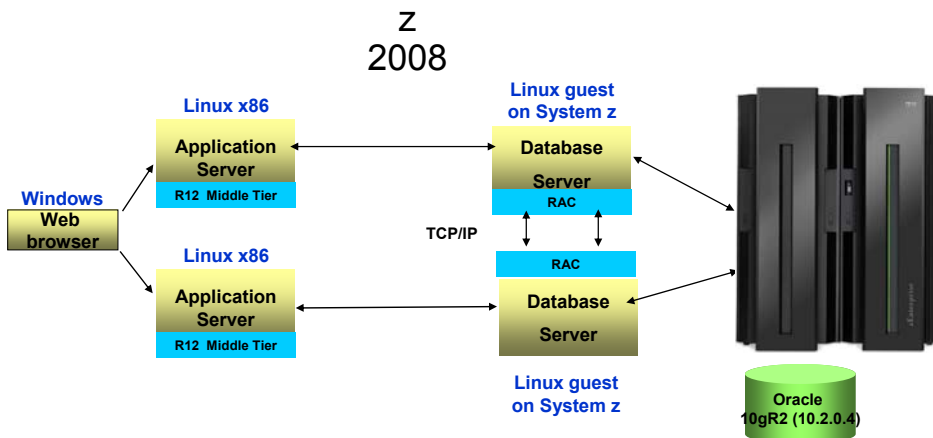 z
2008
Linux x86
Application
Server
R12 Middle Tier
Linux guest
on System z
Database
Server
RAC
Windows
Web
browser
TCP/IP
Linux x86
Application
Server
R12 Middle Tier
RAC
Database
Server
Linux guest
on System z
zEnterprise
Oracle
10gR2 (10.2.0.4)